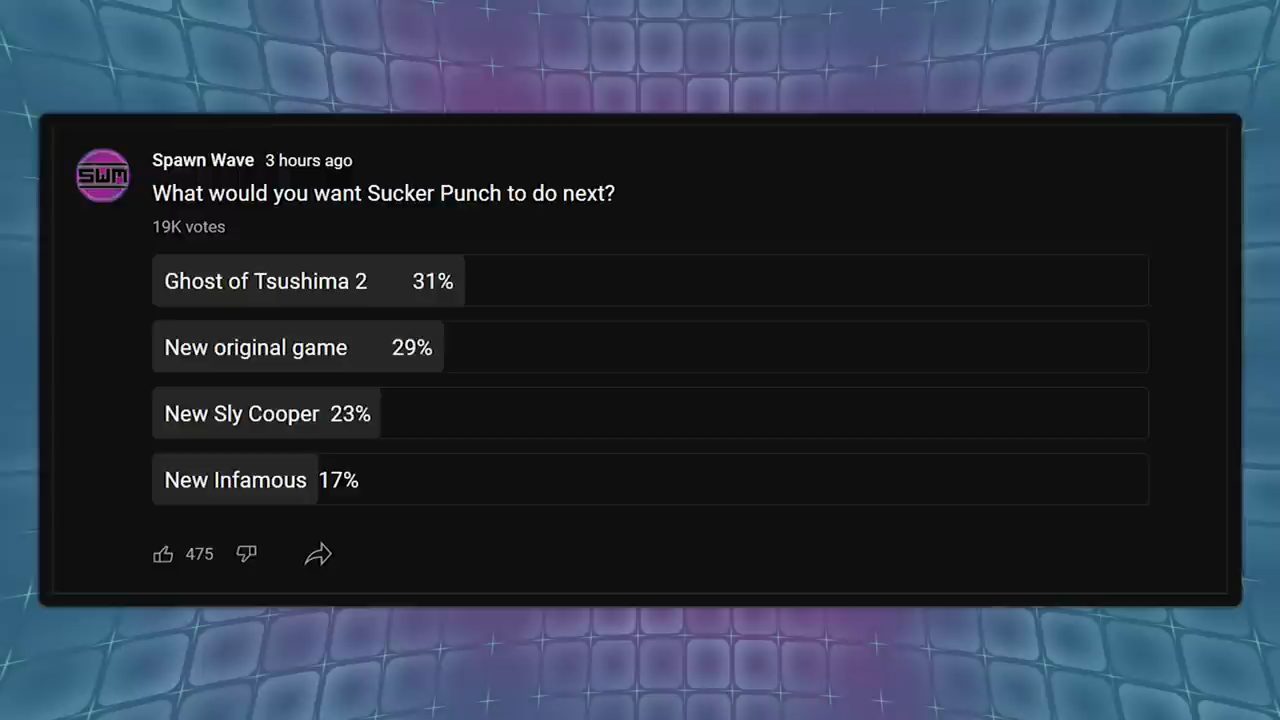 SWM
Spawn Wave 3 hours ago
What would you want Sucker Punch to do next?
19K votes
Ghost of Tsushima 2 31%
New original game 29%
New Sly Cooper 23%
New Infamous 17%
475